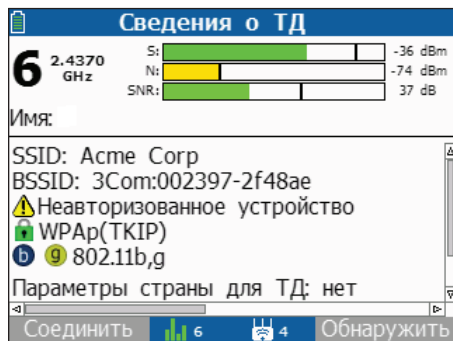 Сведения о ТД
6 2.4370 GHz
S: -36 dBm
N: -74 dBm
SNR: 37 dB
Имя:
SSID: Acme Corp
BSSID: 3Com:002397-2f48ae
Неавторизованное устройство
WPAp(TKIP)
b g 802.11b,g
Параметры страны для ТД: нет
Соединить 6 4 Обнаружить